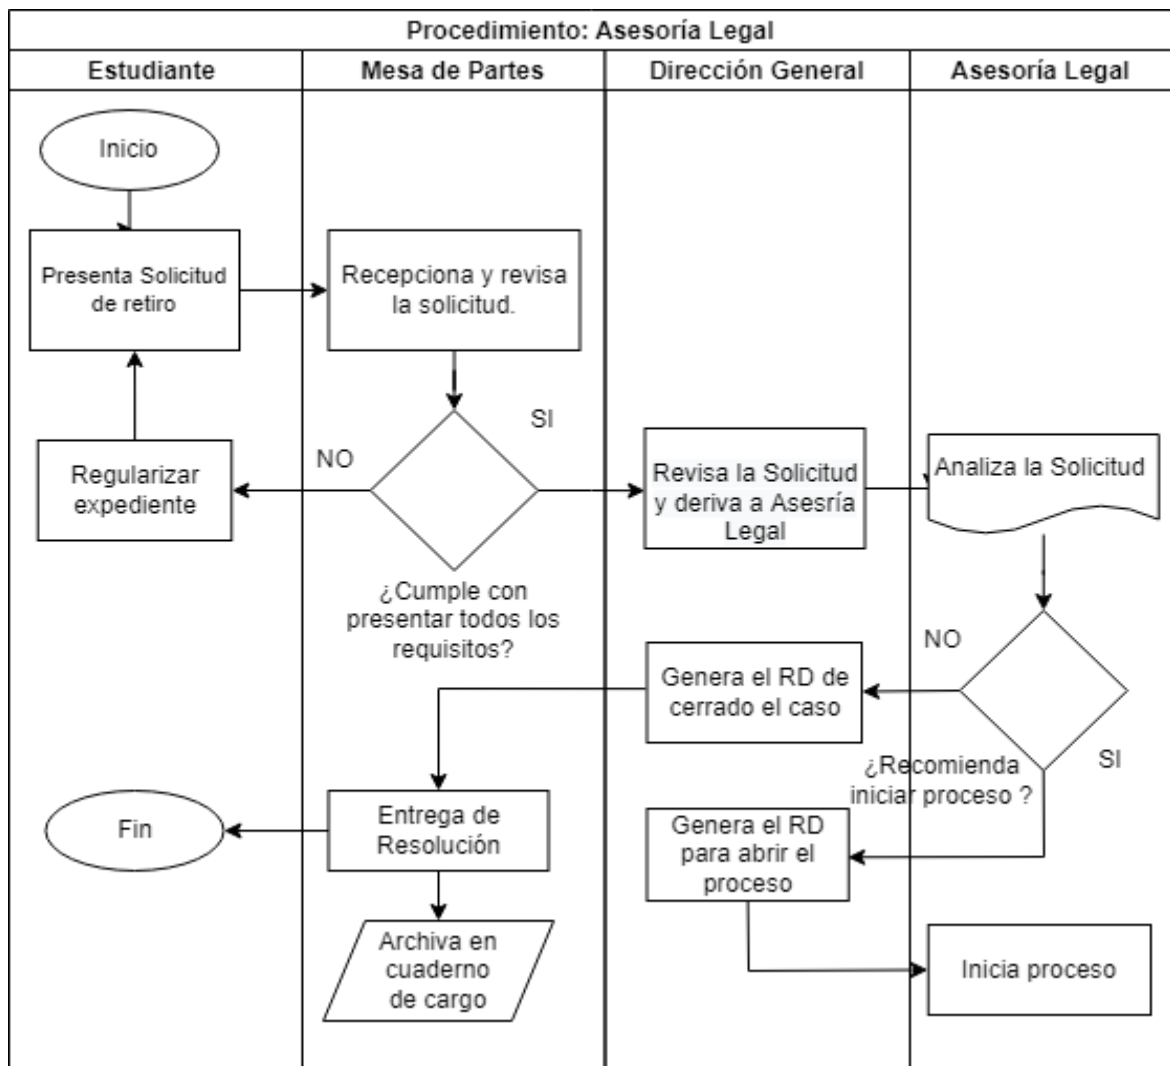 Procedimiento: Asesoría Legal
Estudiante
Mesa de Partes
Dirección General
Asesoría Legal
Inicio
Presenta Solicitud
de retiro
Recepciona y revisa
la solicitud.
SI
NO
Regularizar
expediente
¿Cumple con
presentar todos los
requisitos?
Revisa la Solicitud
y deriva a Asesría
Legal
Analiza la Solicitud
NO
SI
¿Recomienda
iniciar proceso ?
Genera el RD de
cerrado el caso
Genera el RD
para abrir el
proceso
Entrega de
Resolución
Fin
Archiva en
cuaderno
de cargo
Inicia proceso